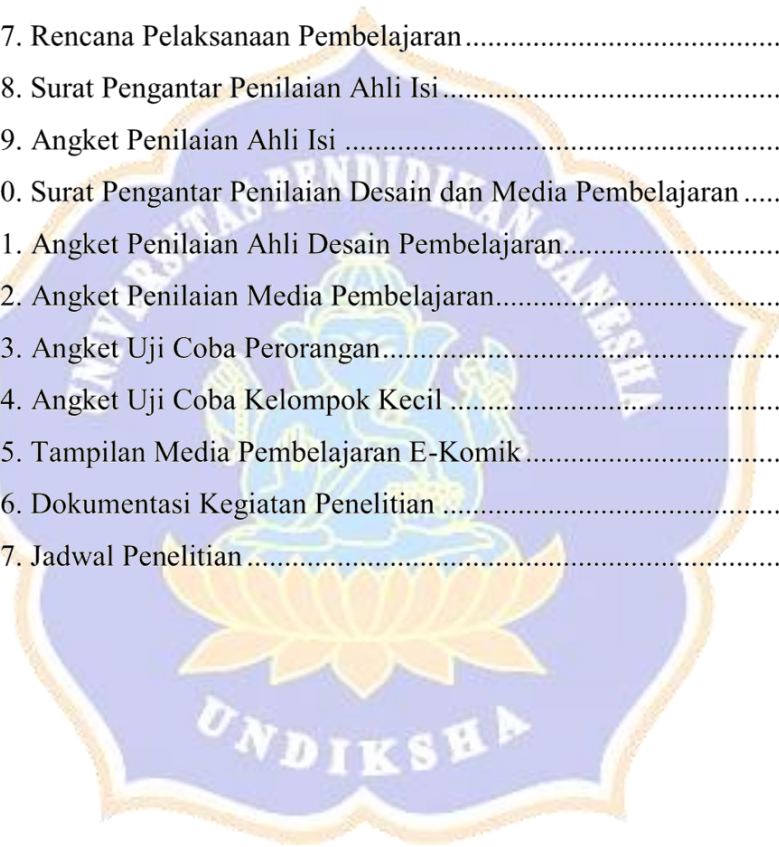 7. Rencana Pelaksanaan Pembelajaran.......................................
8. Surat Pengantar Penilaian Ahli Isi..........................................
9. Angket Penilaian Ahli Isi ......................................................
0. Surat Pengantar Penilaian Desain dan Media Pembelajaran .....
1. Angket Penilaian Ahli Desain Pembelajaran...........................
2. Angket Penilaian Media Pembelajaran....................................
3. Angket Uji Coba Perorangan..................................................
4. Angket Uji Coba Kelompok Kecil .........................................
5. Tampilan Media Pembelajaran E-Komik................................
6. Dokumentasi Kegiatan Penelitian ..........................................
7. Jadwal Penelitian....................................................................
UNIVERSITAS PENDIDIKAN GANESHA
UNDIKSHA